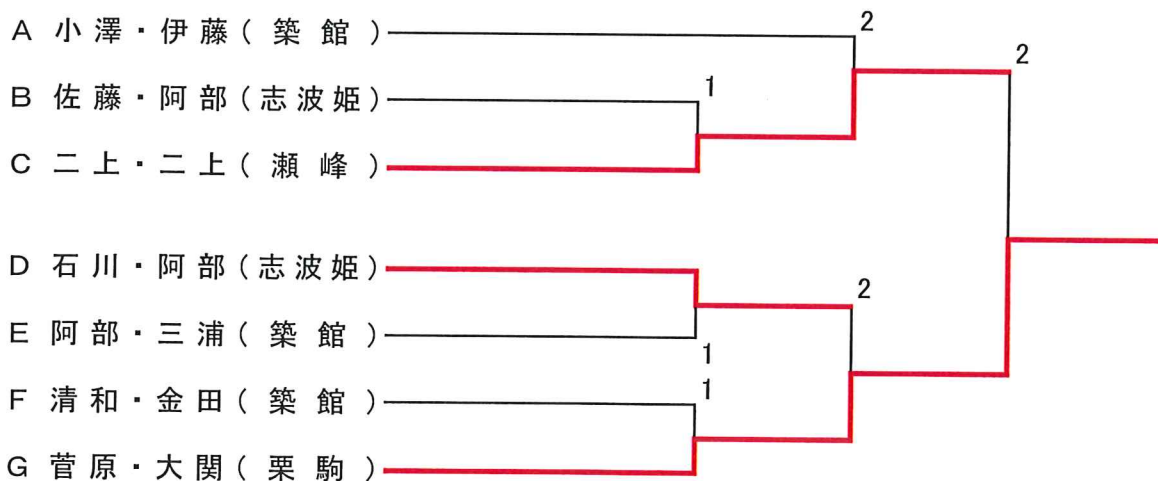 A 小澤・伊藤(築館)
2
2
B 佐藤・阿部(志波姫)
1
C 二上・二上(瀬峰)
D 石川・阿部(志波姫)
2
E 阿部・三浦(築館)
1
F 清和・金田(築館)
1
G 菅原・大関(栗駒)